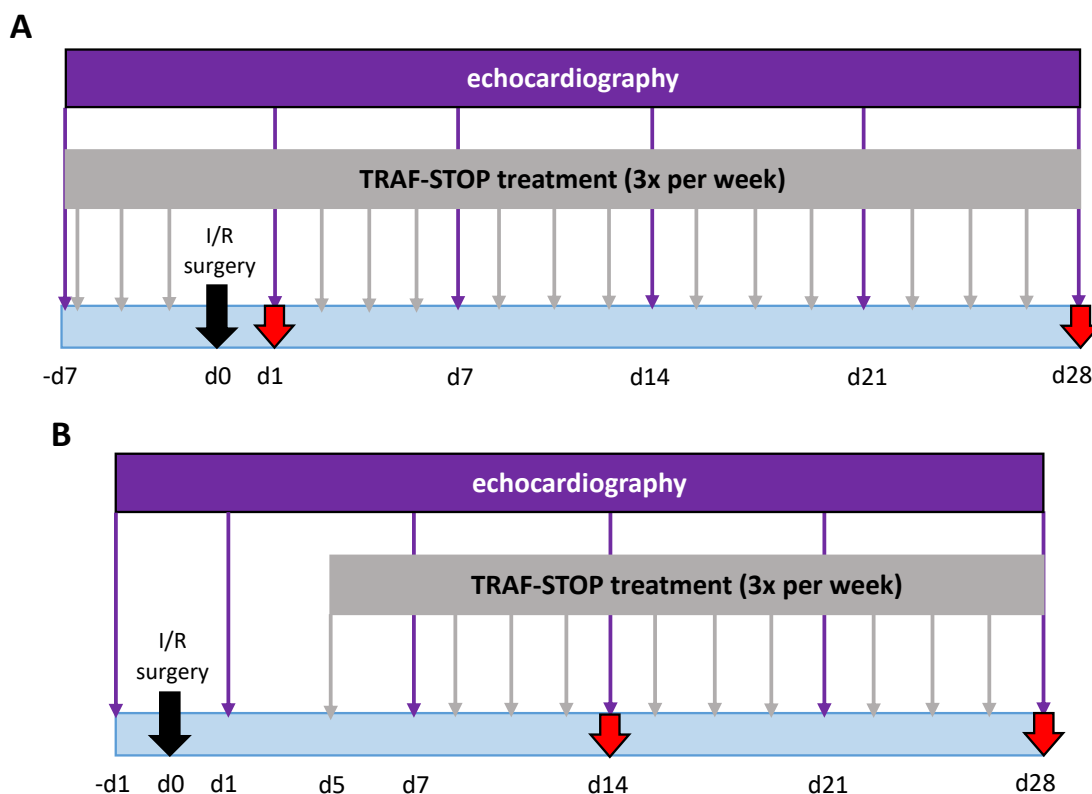 A
echocardiography
TRAF-STOP treatment (3x per week)
I/R
surgery
-d7 d0 d1 d7 d14 d21 d28
B
echocardiography
TRAF-STOP treatment (3x per week)
I/R
surgery
-d1 d0 d1 d5 d7 d14 d21 d28